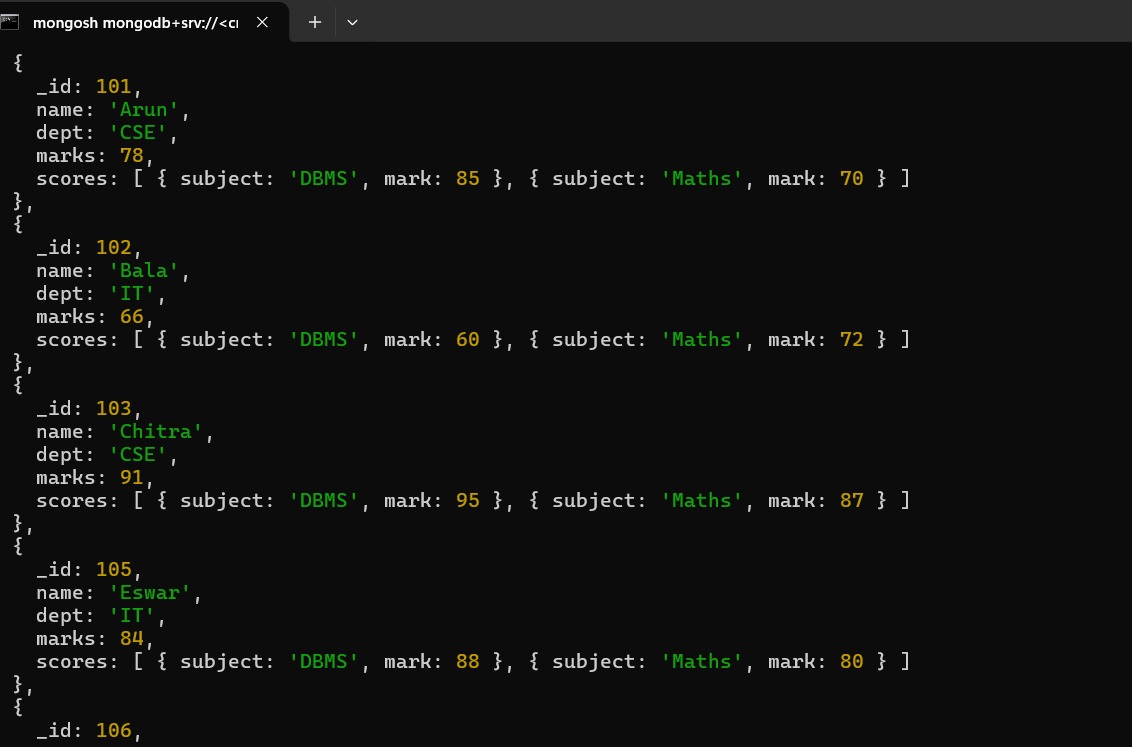 mongosh mongodb+srv://<cr
{
  _id: 101,
  name: 'Arun',
  dept: 'CSE',
  marks: 78,
  scores: [ { subject: 'DBMS', mark: 85 }, { subject: 'Maths', mark: 70 } ]
},
{
  _id: 102,
  name: 'Bala',
  dept: 'IT',
  marks: 66,
  scores: [ { subject: 'DBMS', mark: 60 }, { subject: 'Maths', mark: 72 } ]
},
{
  _id: 103,
  name: 'Chitra',
  dept: 'CSE',
  marks: 91,
  scores: [ { subject: 'DBMS', mark: 95 }, { subject: 'Maths', mark: 87 } ]
},
{
  _id: 105,
  name: 'Eswar',
  dept: 'IT',
  marks: 84,
  scores: [ { subject: 'DBMS', mark: 88 }, { subject: 'Maths', mark: 80 } ]
},
{
  _id: 106,